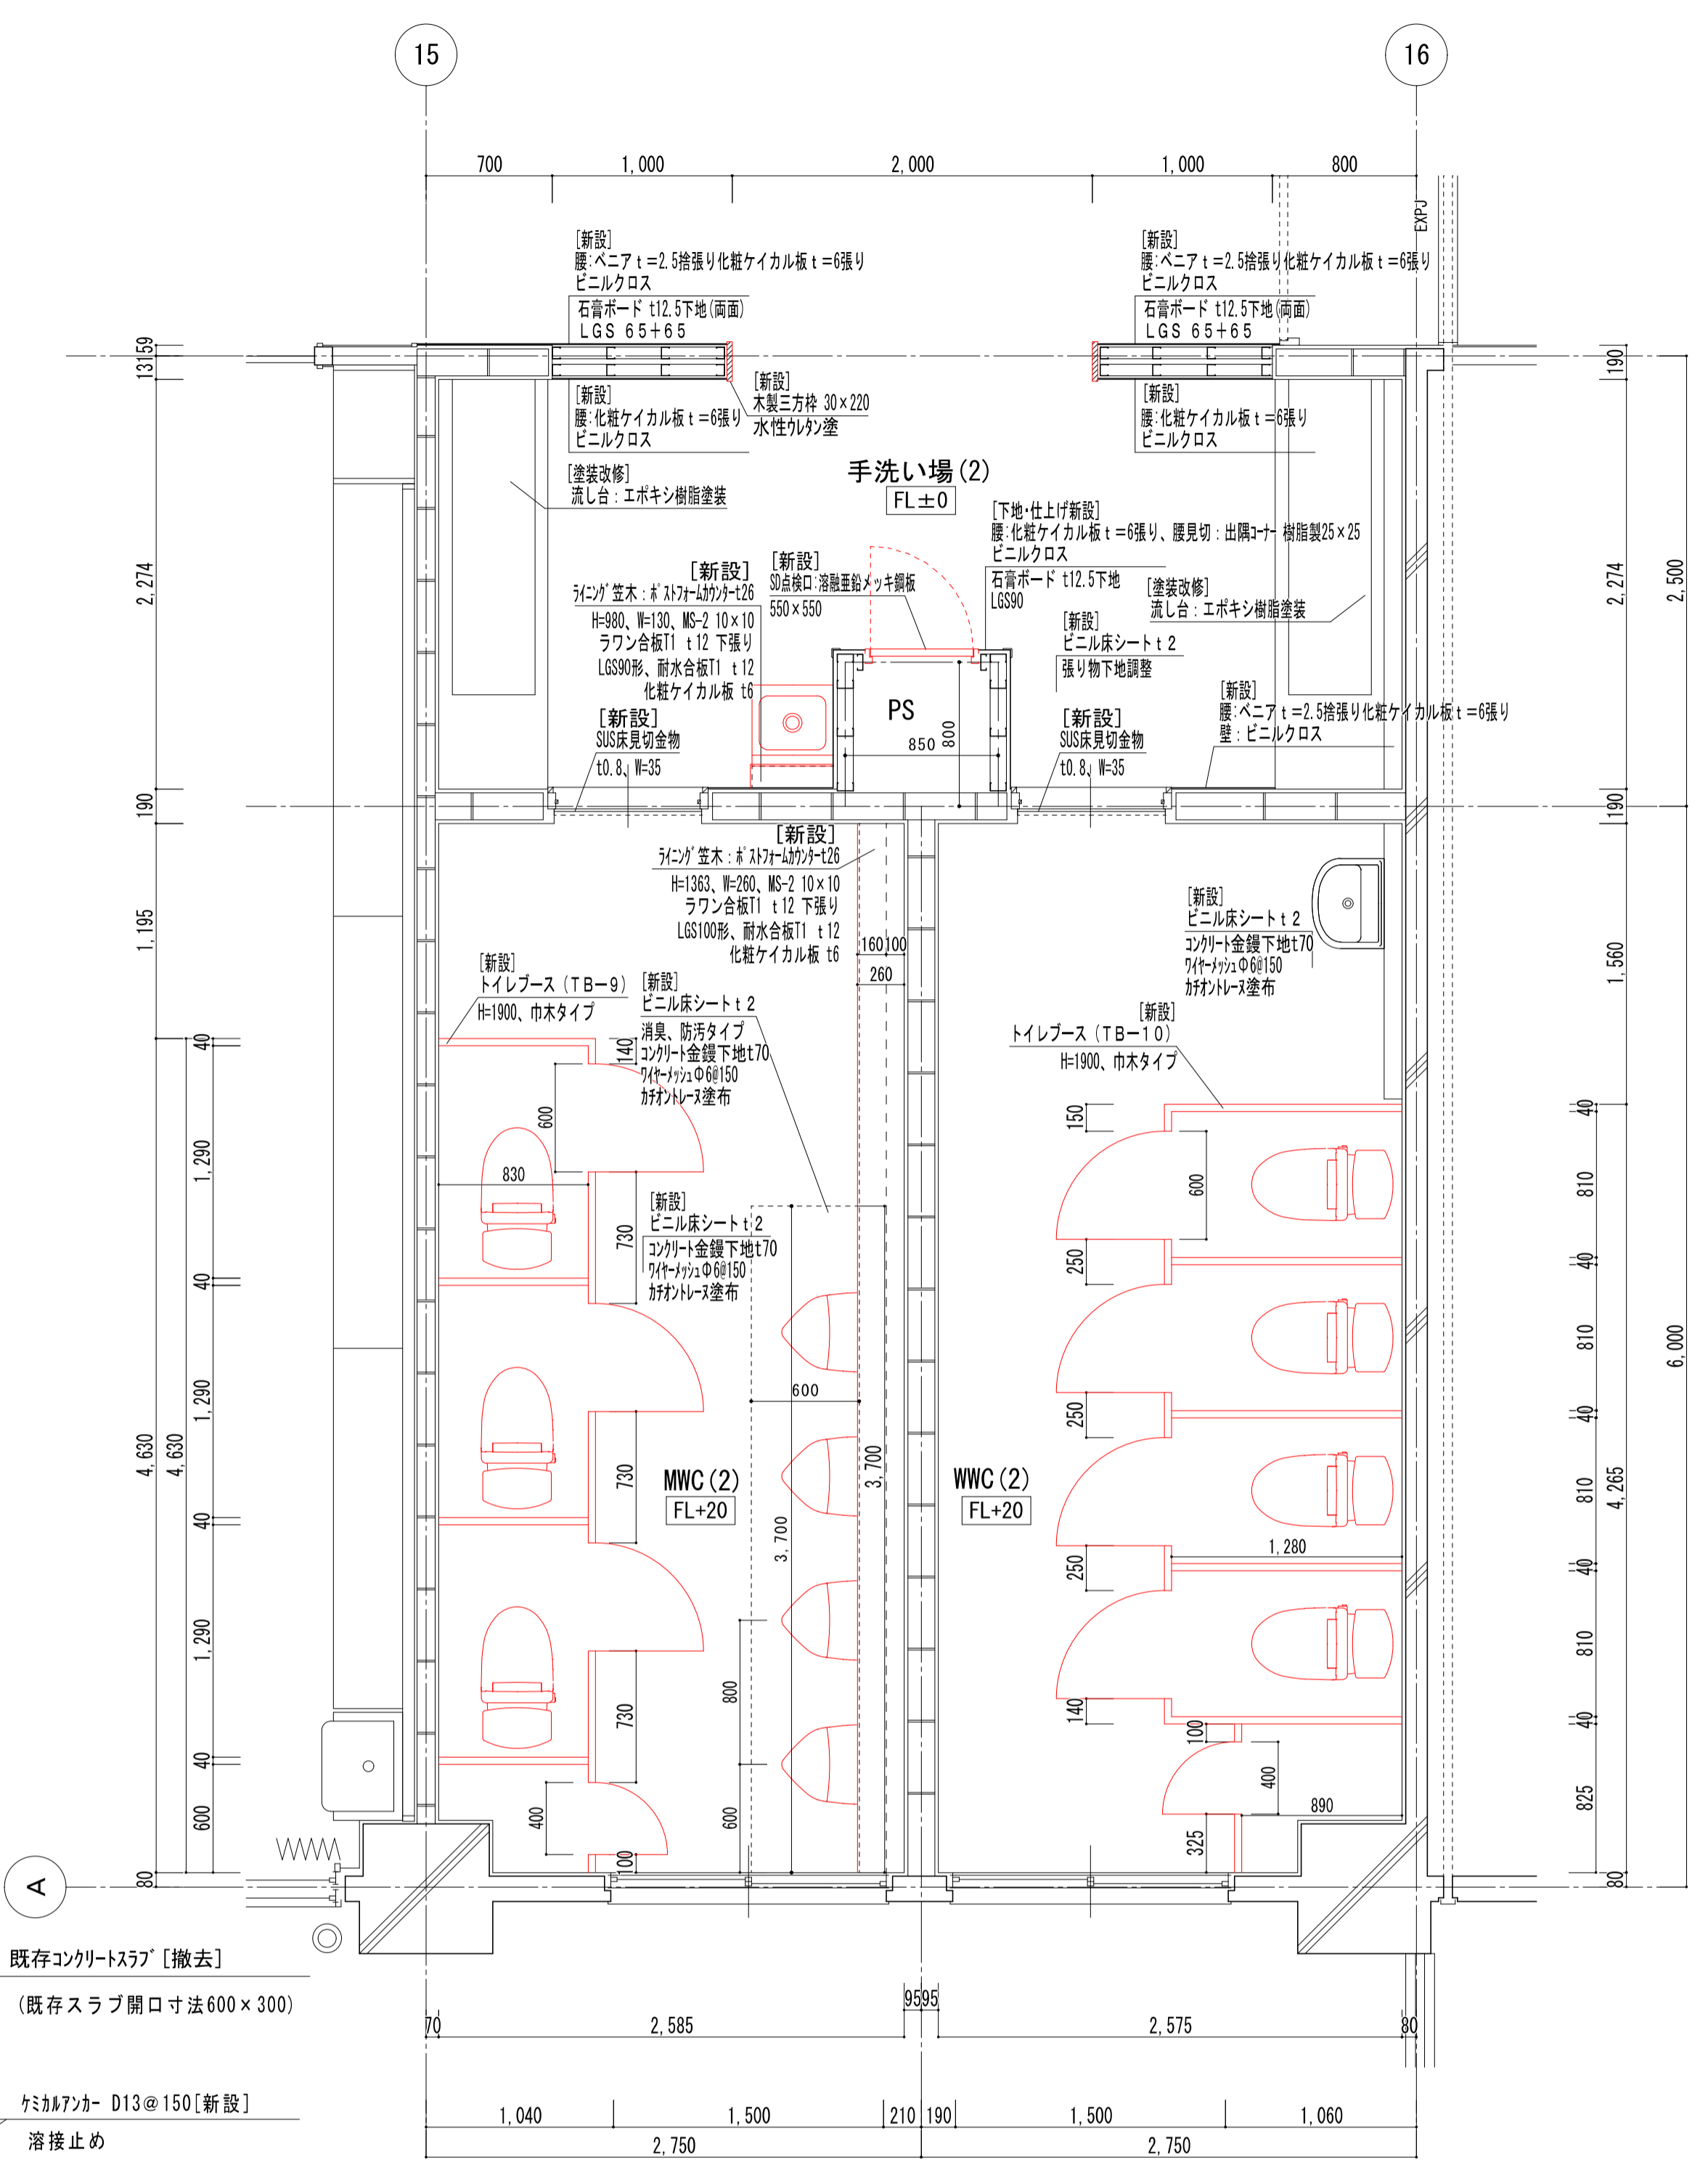 15
16
700
1,000
2,000
1,000
800
EXPJ
[新設]
腰:ベニアt=2.5捨張り化粧ケイカル板t=6張り
ビニルクロス
石膏ボード t12.5下地(両面)
LGS 65+65
[新設]
腰:ベニアt=2.5捨張り化粧ケイカル板t=6張り
ビニルクロス
石膏ボード t12.5下地(両面)
LGS 65+65
59
131
190
[新設]
腰:化粧ケイカル板t=6張り
ビニルクロス
[新設]
木製三方枠 30×220
水性ウレタン塗
[新設]
腰:化粧ケイカル板t=6張り
ビニルクロス
[塗装改修]
流し台:エポキシ樹脂塗装
手洗い場(2)
FL±0
[下地・仕上げ新設]
腰:化粧ケイカル板t=6張り、腰見切:出隅コーナー 樹脂製25×25
ビニルクロス
石膏ボード t12.5下地
LGS90
[塗装改修]
流し台:エポキシ樹脂塗装
2,274
2,274
2,500
[新設]
ライニング笠木:ポストフォームカウンターt26
H=980、W=130、MS-2 10×10
ラワン合板T1 t12 下張り
LGS90形、耐水合板T1 t12
化粧ケイカル板 t6
[新設]
SD点検口:溶融亜鉛メッキ鋼板
550×550
[新設]
ビニル床シートt2
張り物下地調整
[新設]
腰:ベニアt=2.5捨張り化粧ケイカル板t=6張り
壁:ビニルクロス
PS
850
800
[新設]
SUS床見切金物
t0.8、W=35
[新設]
SUS床見切金物
t0.8、W=35
190
190
[新設]
ライニング笠木:ポストフォームカウンターt26
H=1363、W=260、MS-2 10×10
ラワン合板T1 t12 下張り
LGS100形、耐水合板T1 t12
化粧ケイカル板 t6
160
100
260
1,195
1,560
[新設]
ビニル床シートt2
コンクリート金鏝下地t70
ワイヤーメッシュΦ6@150
カチオントレーヌ塗布
[新設]
トイレブース(TB-9)
H=1900、巾木タイプ
[新設]
ビニル床シートt2
消臭、防汚タイプ
コンクリート金鏝下地t70
ワイヤーメッシュΦ6@150
カチオントレーヌ塗布
[新設]
トイレブース(TB-10)
H=1900、巾木タイプ
[新設]
ビニル床シートt2
コンクリート金鏝下地t70
ワイヤーメッシュΦ6@150
カチオントレーヌ塗布
4,630
4,630
40
1,290
40
1,290
40
1,290
40
600
80
140
600
830
730
730
730
400
100
600
3,700
3,700
800
600
MWC(2)
FL+20
WWC(2)
FL+20
150
600
250
250
250
1,280
140
100
400
890
325
40
810
40
810
40
810
40
810
40
825
80
4,265
6,000
A
既存コンクリートスラブ[撤去]
(既存スラブ開口寸法600×300)
70
2,585
95
95
2,575
80
ケミカルアンカー D13@150[新設]
溶接止め
1,040
1,500
210
190
1,500
1,060
2,750
2,750